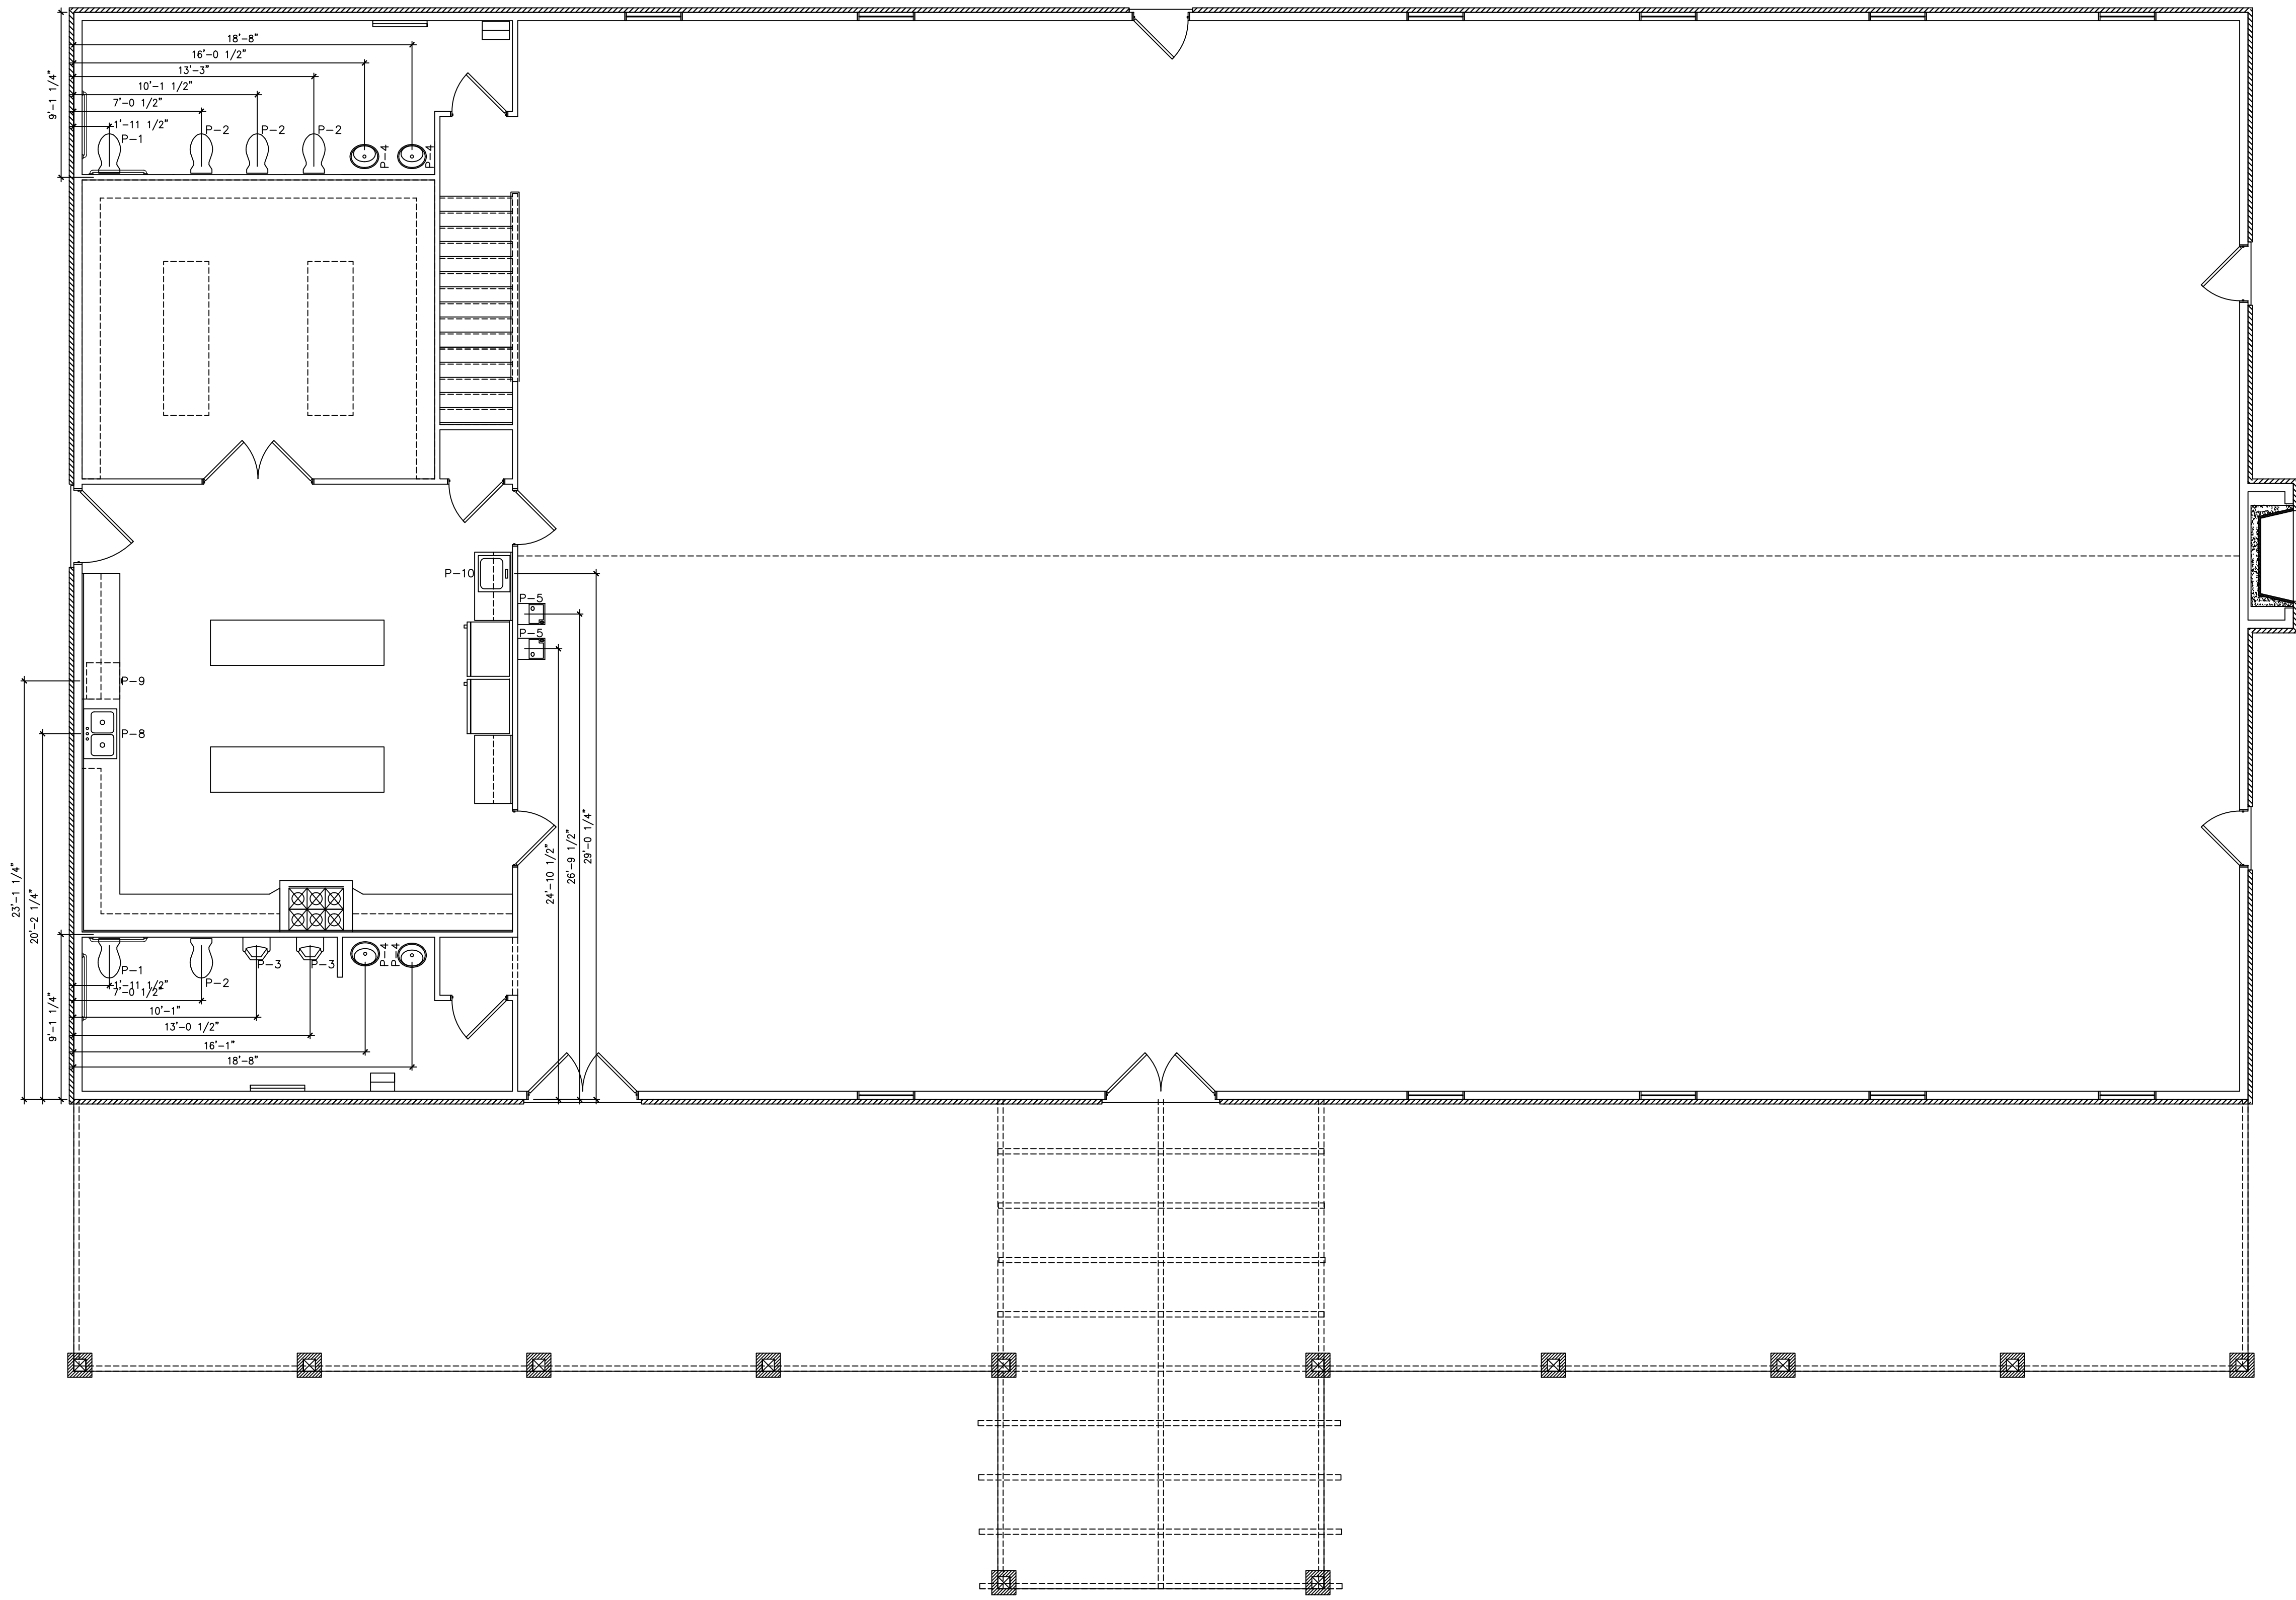 18'-8"
16'-0 1/2"
13'-3"
10'-1 1/2"
7'-0 1/2"
1'-11 1/2"
9'-1 1/4"
P-1
P-2
P-2
P-2
P-4
P-4
P-10
P-5
P-5
P-9
P-8
23'-1 1/4"
20'-2 1/4"
24'-10 1/2"
26'-9 1/2"
29'-0 1/4"
P-1
P-2
P-3
P-3
P-4
P-4
1'-11 1/2"
7'-0 1/2"
10'-1"
13'-0 1/2"
16'-1"
18'-8"
9'-1 1/4"